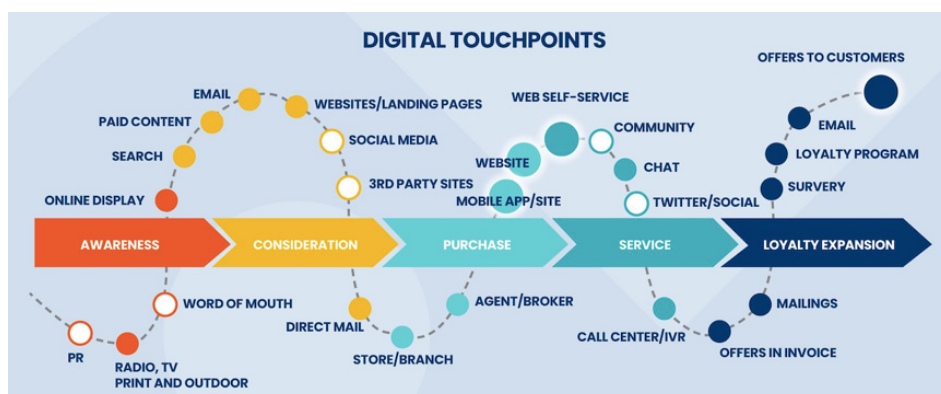 DIGITAL TOUCHPOINTS
OFFERS TO CUSTOMERS
EMAIL
WEBSITES/LANDING PAGES
WEB SELF-SERVICE
PAID CONTENT
COMMUNITY
EMAIL
SOCIAL MEDIA
SEARCH
WEBSITE
CHAT
LOYALTY PROGRAM
3RD PARTY SITES
SURVERY
ONLINE DISPLAY
MOBILE APP/SITE
TWITTER/SOCIAL
AWARENESS
CONSIDERATION
PURCHASE
SERVICE
LOYALTY EXPANSION
WORD OF MOUTH
AGENT/BROKER
MAILINGS
DIRECT MAIL
CALL CENTER/IVR
PR
STORE/BRANCH
OFFERS IN INVOICE
RADIO, TV
PRINT AND OUTDOOR